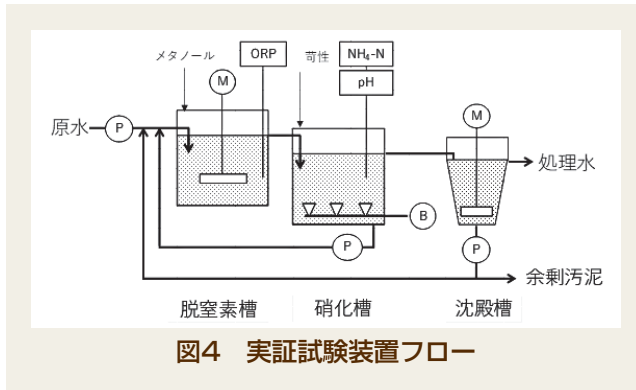 メタノール
ORP
苛性
NH₄-N
pH
M
M
原水
P
処理水
B
P
P
余剰汚泥
脱窒素槽
硝化槽
沈殿槽
図4　実証試験装置フロー